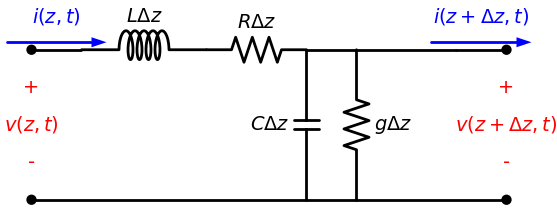 i(z, t) LΔz RΔz i(z + Δz, t)
+ +
v(z, t) CΔz gΔz v(z + Δz, t)
- -